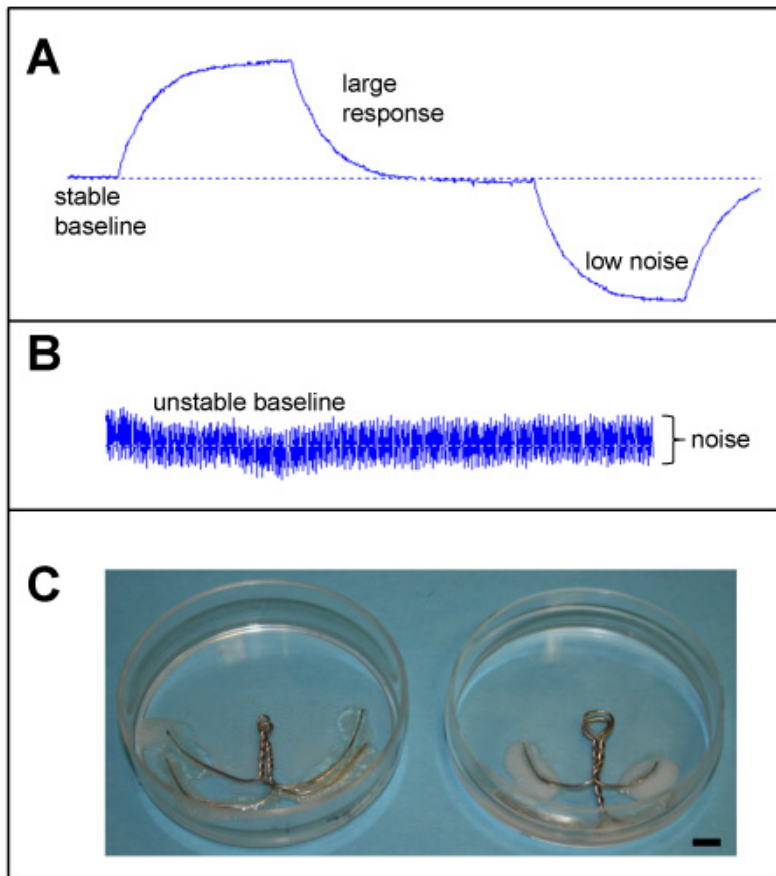 A
large
response
stable
baseline
low noise
B
unstable baseline
noise
C